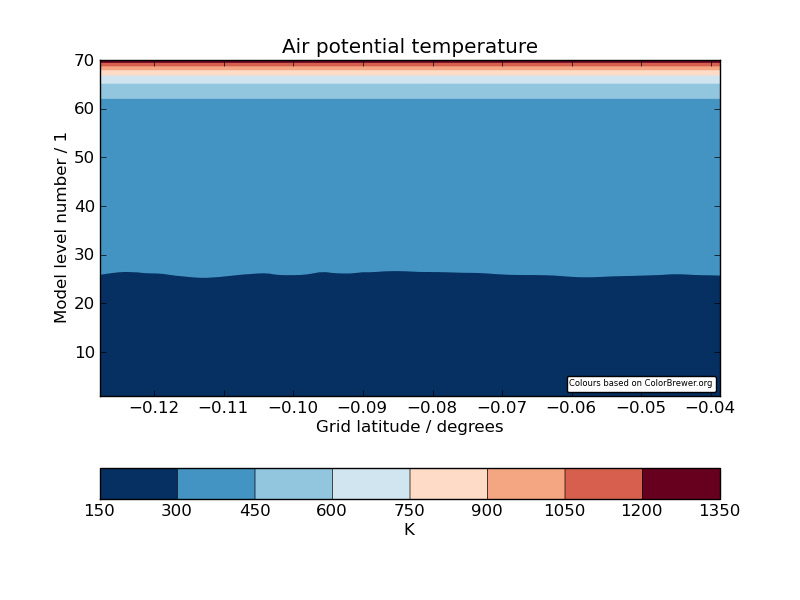 Air potential temperature
70
60
50
40
30
20
10
Model level number / 1
Colours based on ColorBrewer.org
−0.12 −0.11 −0.10 −0.09 −0.08 −0.07 −0.06 −0.05 −0.04
Grid latitude / degrees
150 300 450 600 750 900 1050 1200 1350
K